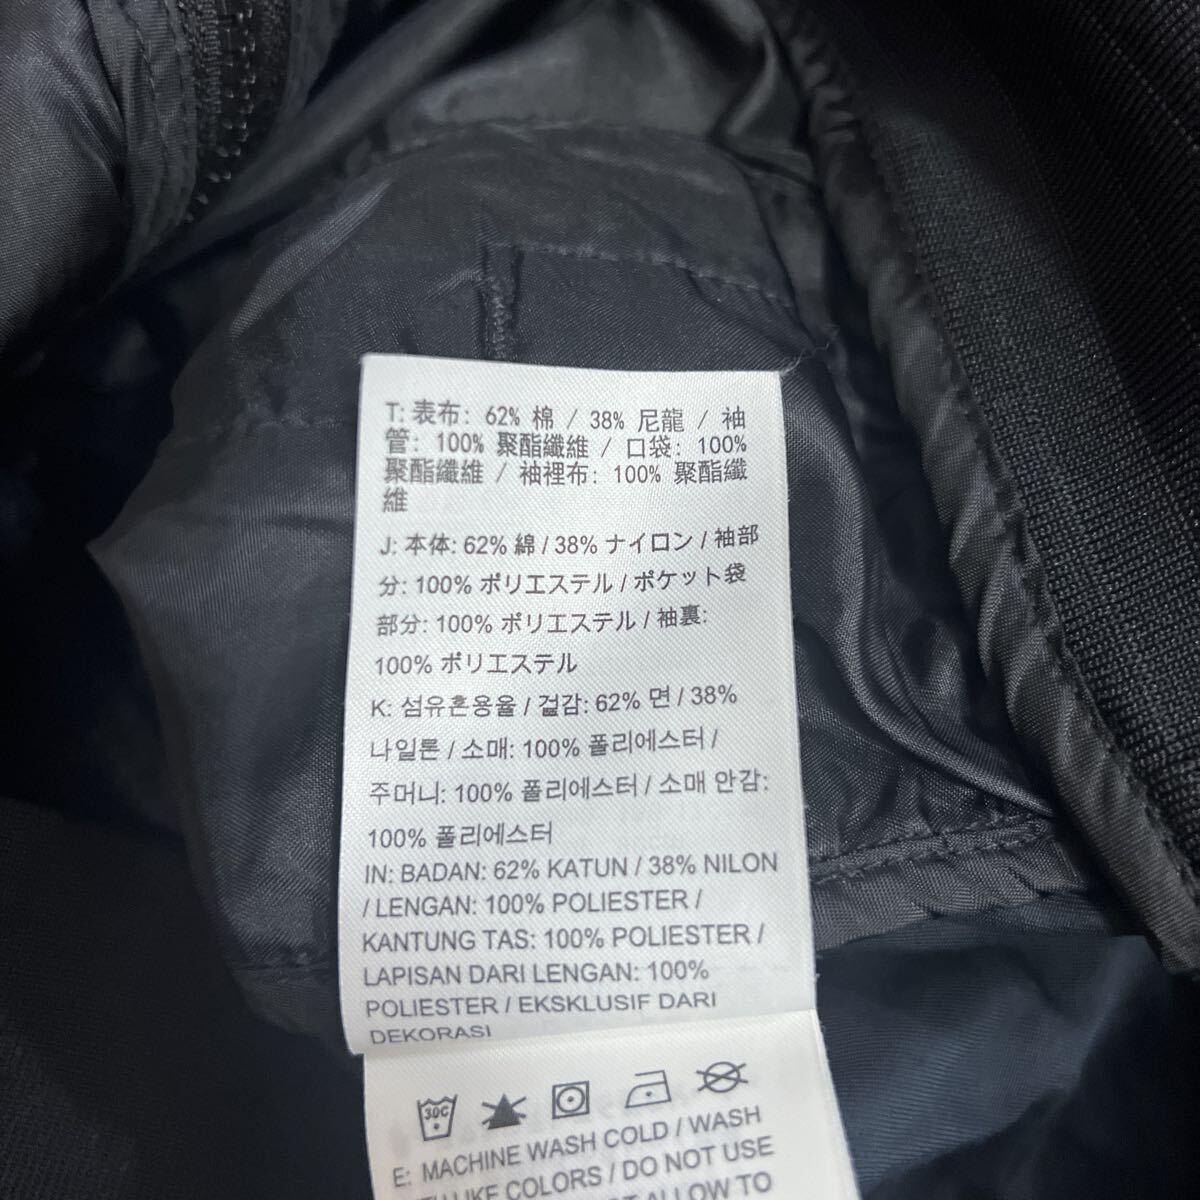 T: 表布: 62% 棉 / 38% 尼龍 / 袖
管: 100% 聚酯纖維 / 口袋: 100%
聚酯纖維 / 袖裡布: 100% 聚酯纖
維
J: 本体: 62% 綿 / 38% ナイロン / 袖部
分: 100% ポリエステル / ポケット袋
部分: 100% ポリエステル / 袖裏:
100% ポリエステル
K: 섬유혼용율 / 겉감: 62% 면 / 38%
나일론 / 소매: 100% 폴리에스터 /
주머니: 100% 폴리에스터 / 소매 안감:
100% 폴리에스터
IN: BADAN: 62% KATUN / 38% NILON
/ LENGAN: 100% POLIESTER /
KANTUNG TAS: 100% POLIESTER /
LAPISAN DARI LENGAN: 100%
POLIESTER / EKSKLUSIF DARI
DEKORASI
30C
E: MACHINE WASH COLD / WASH
LIKE COLORS / DO NOT USE
ALLOW TO